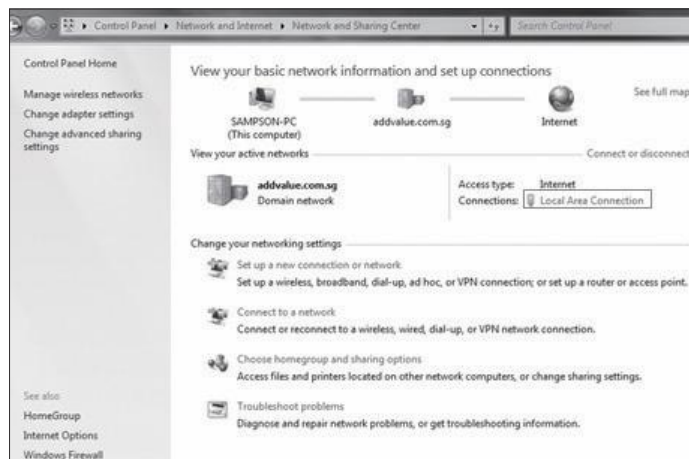 Control Panel ▸ Network and Internet ▸ Network and Sharing Center
Search Control Panel
Control Panel Home
Manage wireless networks
Change adapter settings
Change advanced sharing
settings
View your basic network information and set up connections
See full map
SAMPSON-PC
(This computer)
addvalue.com.sg
Internet
View your active networks
Connect or disconnect
addvalue.com.sg
Domain network
Access type: Internet
Connections: Local Area Connection
Change your networking settings
Set up a new connection or network
Set up a wireless, broadband, dial-up, ad hoc, or VPN connection; or set up a router or access point.
Connect to a network
Connect or reconnect to a wireless, wired, dial-up, or VPN network connection.
Choose homegroup and sharing options
Access files and printers located on other network computers, or change sharing settings.
Troubleshoot problems
Diagnose and repair network problems, or get troubleshooting information.
See also
HomeGroup
Internet Options
Windows Firewall